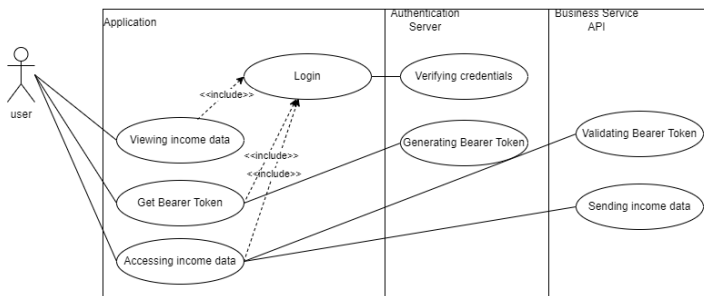 Application
Authentication
Server
Business Service
API
Login
Verifying credentials
<<include>>
user
Viewing income data
Generating Bearer Token
Validating Bearer Token
<<include>>
<<include>>
Get Bearer Token
Sending income data
Accessing income data